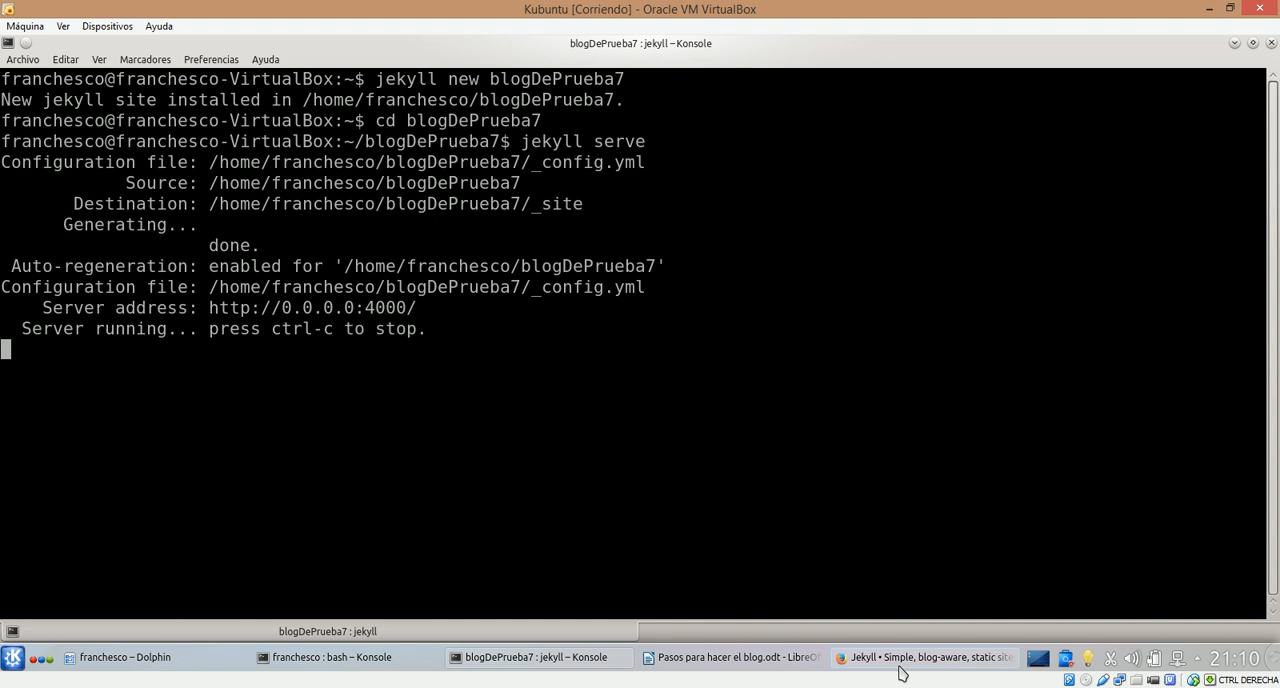 Kubuntu [Corriendo] - Oracle VM VirtualBox
Máquina Ver Dispositivos Ayuda
blogDePrueba7 : jekyll – Konsole
Archivo Editar Ver Marcadores Preferencias Ayuda
franchesco@franchesco-VirtualBox:~$ jekyll new blogDePrueba7
New jekyll site installed in /home/franchesco/blogDePrueba7.
franchesco@franchesco-VirtualBox:~$ cd blogDePrueba7
franchesco@franchesco-VirtualBox:~/blogDePrueba7$ jekyll serve
Configuration file: /home/franchesco/blogDePrueba7/_config.yml
Source: /home/franchesco/blogDePrueba7
Destination: /home/franchesco/blogDePrueba7/_site
Generating...
done.
Auto-regeneration: enabled for '/home/franchesco/blogDePrueba7'
Configuration file: /home/franchesco/blogDePrueba7/_config.yml
Server address: http://0.0.0.0:4000/
Server running... press ctrl-c to stop.
blogDePrueba7 : jekyll
franchesco – Dolphin franchesco : bash – Konsole blogDePrueba7 : jekyll – Konsole Pasos para crear el blog.odt - LibreOf Jekyll • Simple, blog-aware, static site 21:10
CTRL DERECHA